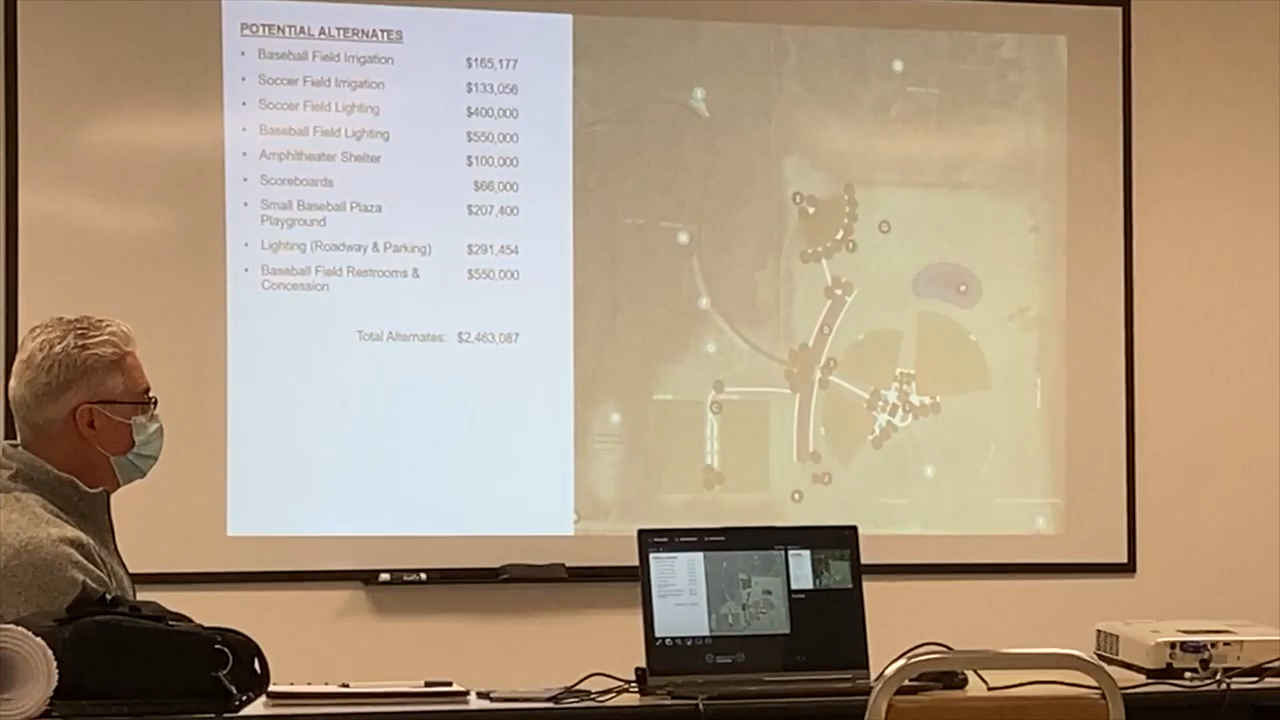 POTENTIAL ALTERNATES
• Baseball Field Irrigation $165,177
• Soccer Field Irrigation $133,056
• Soccer Field Lighting $400,000
• Baseball Field Lighting $550,000
• Amphitheater Shelter $100,000
• Scoreboards $66,000
• Small Baseball Plaza $207,400
Playground
• Lighting (Roadway & Parking) $291,454
• Baseball Field Restrooms & $550,000
Concession
Total Alternates: $2,463,087